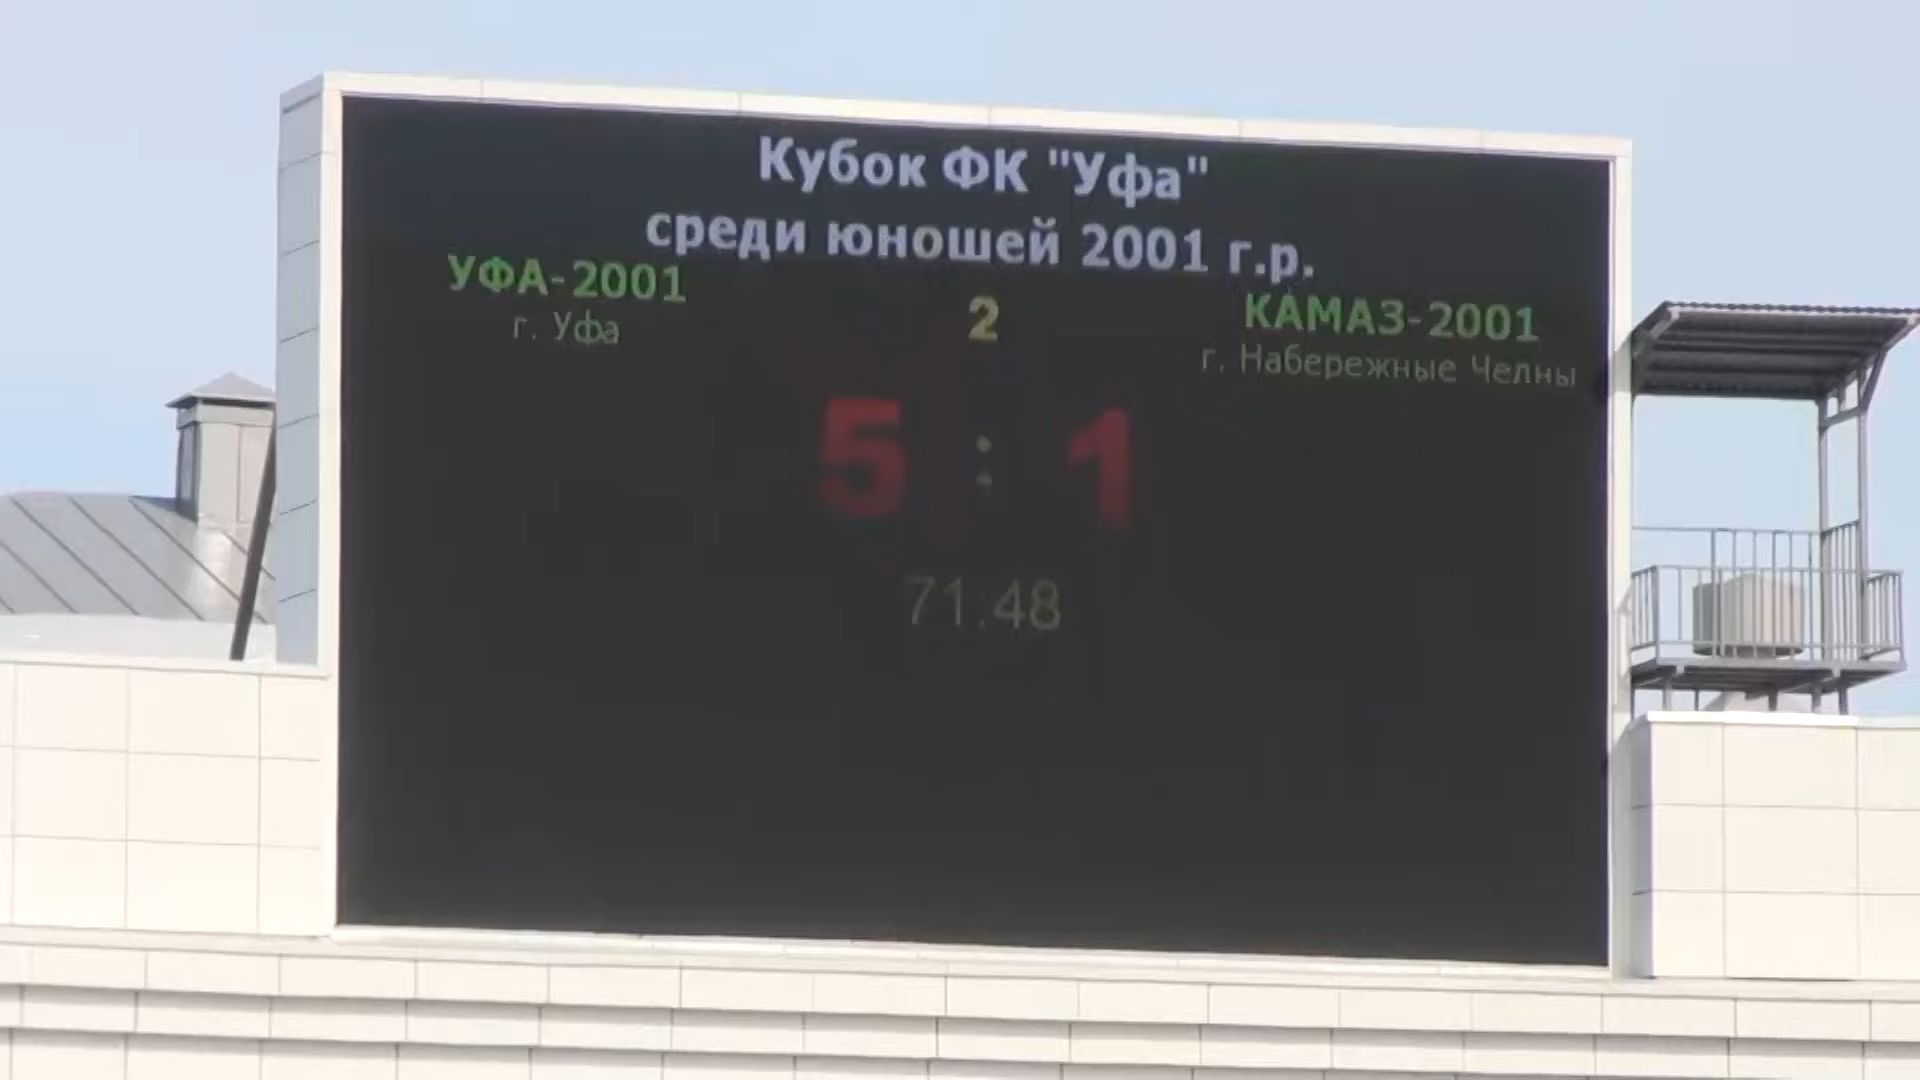 Кубок ФК "Уфа"
среди юношей 2001 г.р.
УФА-2001
г. Уфа
2
КАМАЗ-2001
г. Набережные Челны
5 : 1
71:48